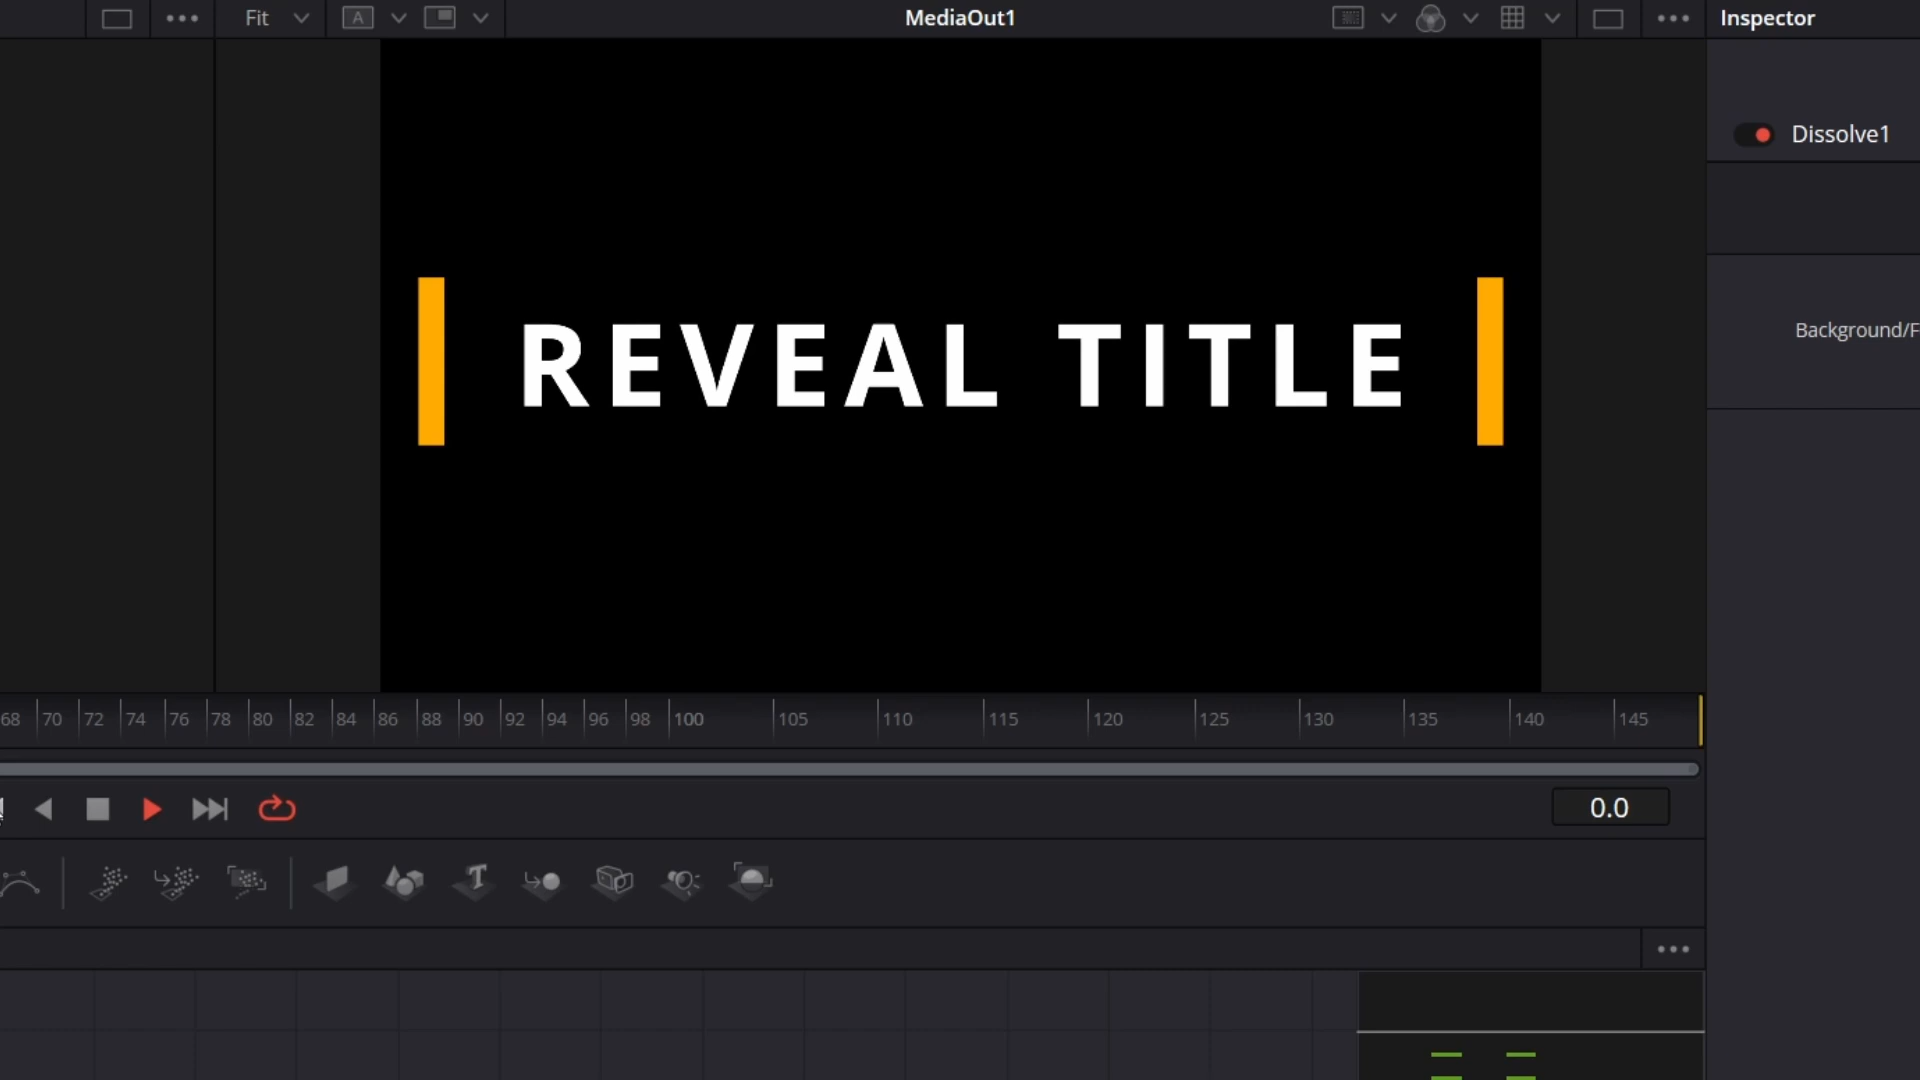 Fit
A
MediaOut1
Inspector
Dissolve1
Background/F
REVEAL TITLE
68 70 72 74 76 78 80 82 84 86 88 90 92 94 96 98 100 105 110 115 120 125 130 135 140 145
0.0
T